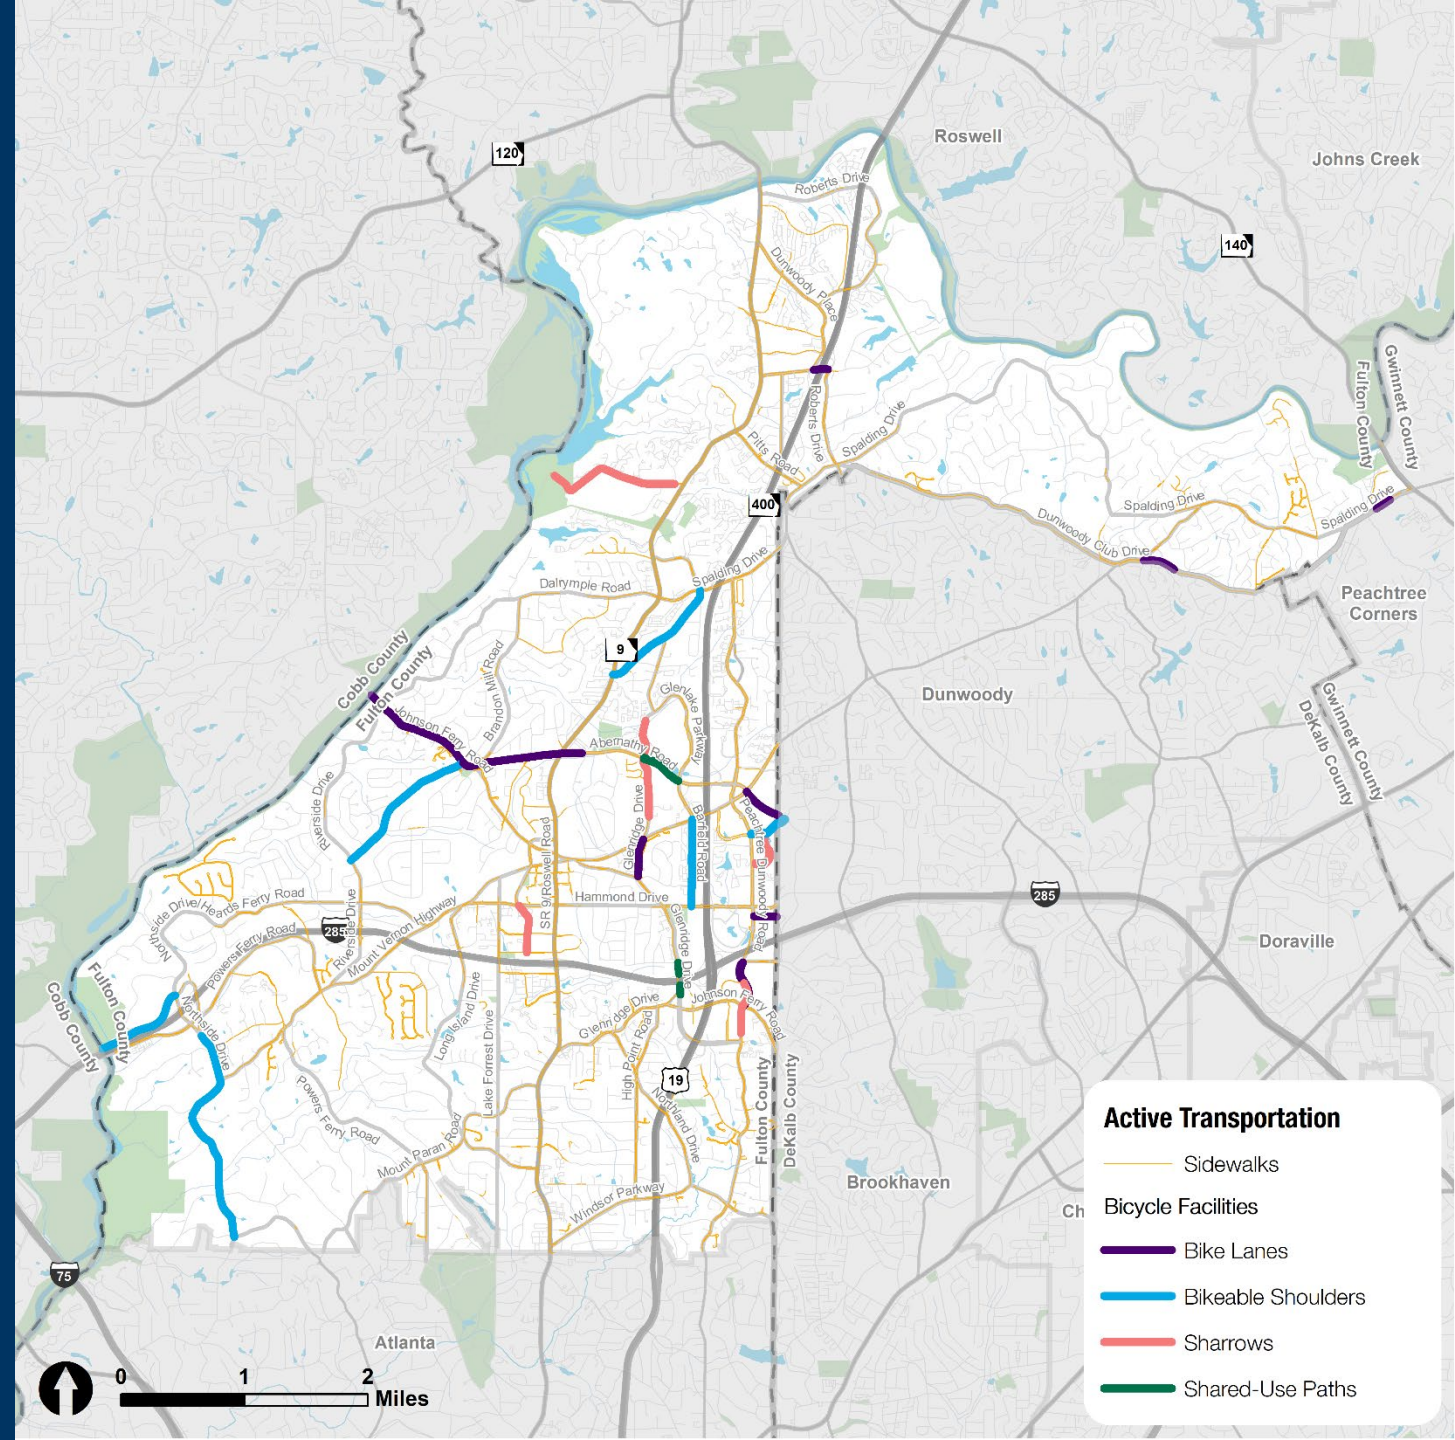 Roswell
Johns Creek
120
140
Roberts Drive
Dunwoody Place
Fulton County
Gwinnett County
Roberts Drive
Spalding Drive
Pitts Road
400
Spalding Drive
Spalding Drive
Dunwoody Club Drive
Spalding Drive
Dalrymple Road
Peachtree
Corners
9
Cobb County
Fulton County
Brandon Mill Road
Glenlake Parkway
Dunwoody
Gwinnett County
DeKalb County
Johnson Ferry Road
Abernathy Road
Riverside Drive
Glenridge Drive
Barfield Road
Peachtree Dunwoody Road
SR 9/Roswell Road
Hammond Drive
285
Northside Drive/Heards Ferry Road
Riverside Drive
Mount Vernon Highway
285
Powers Ferry Road
Doraville
Glenridge Drive
Fulton County
Cobb County
Northside Drive
Long Island Drive
Lake Forrest Drive
Glenridge Drive
Johnson Ferry Road
High Point Road
19
Northland Drive
Fulton County
DeKalb County
Powers Ferry Road
Mount Paran Road
Windsor Parkway
Brookhaven
Ch
75
Atlanta
0 1 2
Miles
Active Transportation
Sidewalks
Bicycle Facilities
Bike Lanes
Bikeable Shoulders
Sharrows
Shared-Use Paths